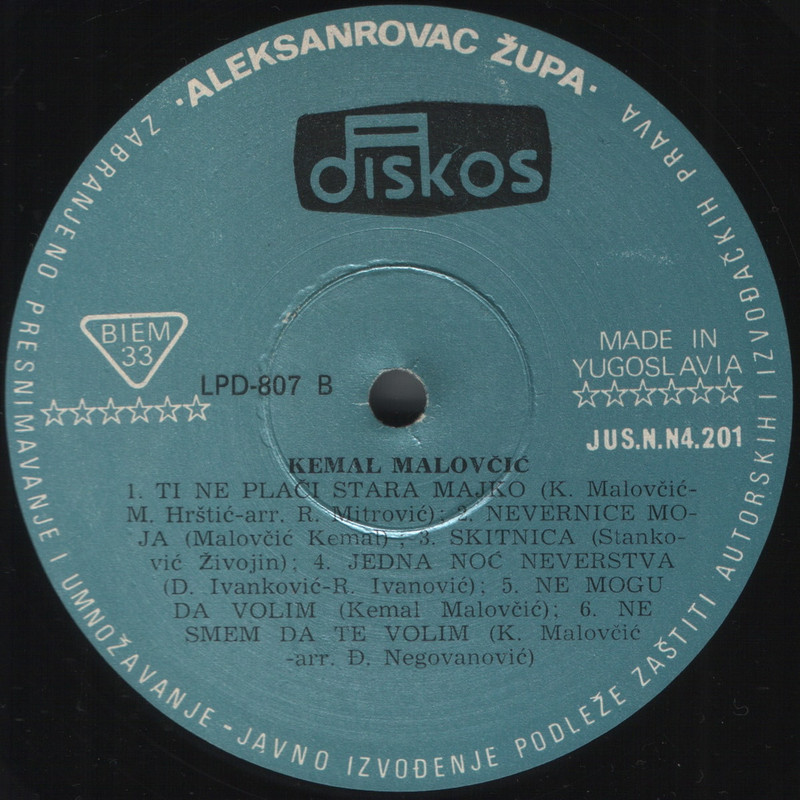 ·ALEKSANROVAC ŽUPA·
diskos
ZABRANJENO PRESNIMAVANJE I UMNOŽAVANJE - JAVNO IZVOĐENJE PODLEŽE ZAŠTITI AUTORSKIH I IZVOĐAČKIH PRAVA
BIEM
33
LPD-807 B
MADE IN
YUGOSLAVIA
JUS.N.N4.201
KEMAL MALOVČIĆ
1. TI NE PLAČI STARA MAJKO (K. Malovčić-
M. Hrštić-arr. R. Mitrović); 2. NEVERNICE MO-
JA (Malovčić Kemal) ; 3. SKITNICA (Stanko-
vić Živojin); 4. JEDNA NOĆ NEVERSTVA
(D. Ivanković-R. Ivanović); 5. NE MOGU
DA VOLIM (Kemal Malovčić); 6. NE
SMEM DA TE VOLIM (K. Malovčić
-arr. Đ. Negovanović)